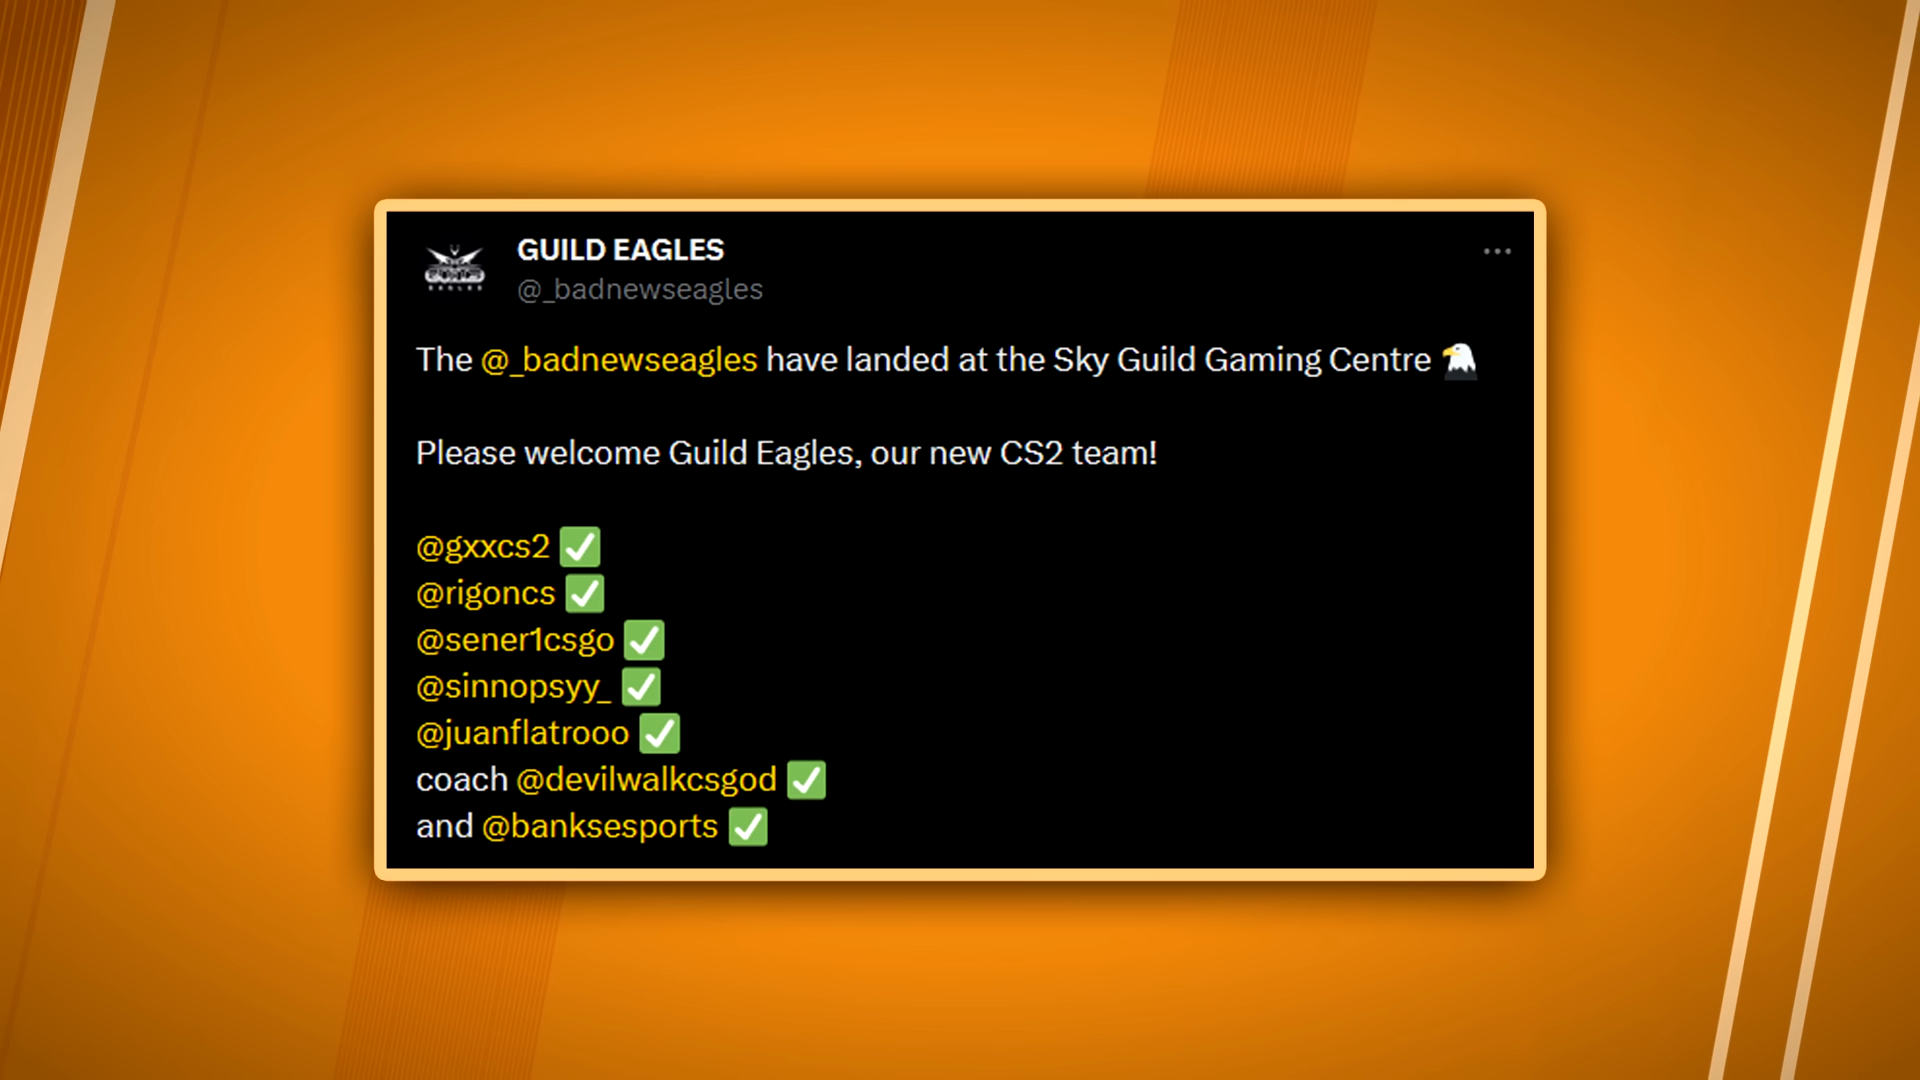 GUILD EAGLES
@_badnewseagles
The @_badnewseagles have landed at the Sky Guild Gaming Centre 🦅
Please welcome Guild Eagles, our new CS2 team!
@gxxcs2 ✅
@rigoncs ✅
@sener1csgo ✅
@sinnopsyy_ ✅
@juanflatrooo ✅
coach @devilwalkcsgod ✅
and @banksesports ✅